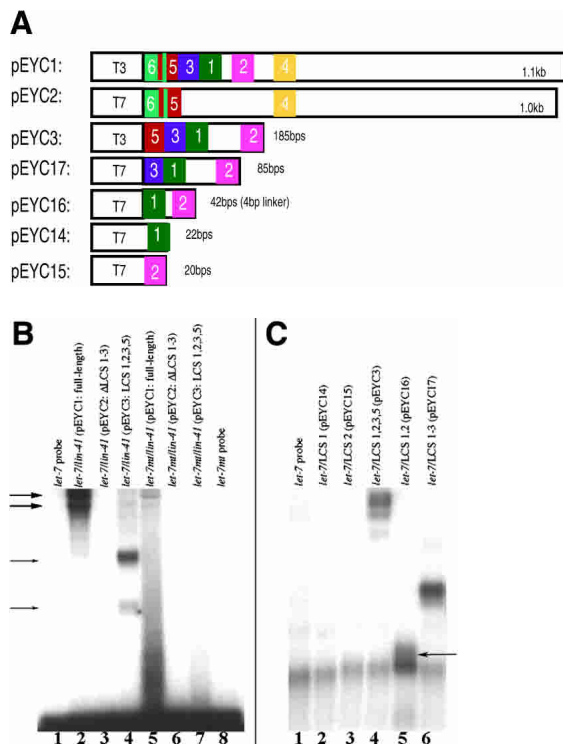 A
pEYC1: T3 6 5 3 1 2 4 1.1kb
pEYC2: T7 6 5 4 1.0kb
pEYC3: T3 5 3 1 2 185bps
pEYC17: T7 3 1 2 85bps
pEYC16: T7 1 2 42bps (4bp linker)
pEYC14: T7 1 22bps
pEYC15: T7 2 20bps
B
let-7 probe
let-7/lin-41 (pEYC1: full-length)
let-7/lin-41 (pEYC2: ΔLCS 1-3)
let-7/lin-41 (pEYC3: LCS 1,2,3,5)
let-7mt/lin-41 (pEYC1: full-length)
let-7mt/lin-41 (pEYC2: ΔLCS 1-3)
let-7mt/lin-41 (pEYC3: LCS 1,2,3,5)
let-7mt probe
1 2 3 4 5 6 7 8
C
let-7 probe
let-7/LCS 1 (pEYC14)
let-7/LCS 2 (pEYC15)
let-7/LCS 1,2,3,5 (pEYC3)
let-7/LCS 1,2 (pEYC16)
let-7/LCS 1-3 (pEYC17)
1 2 3 4 5 6